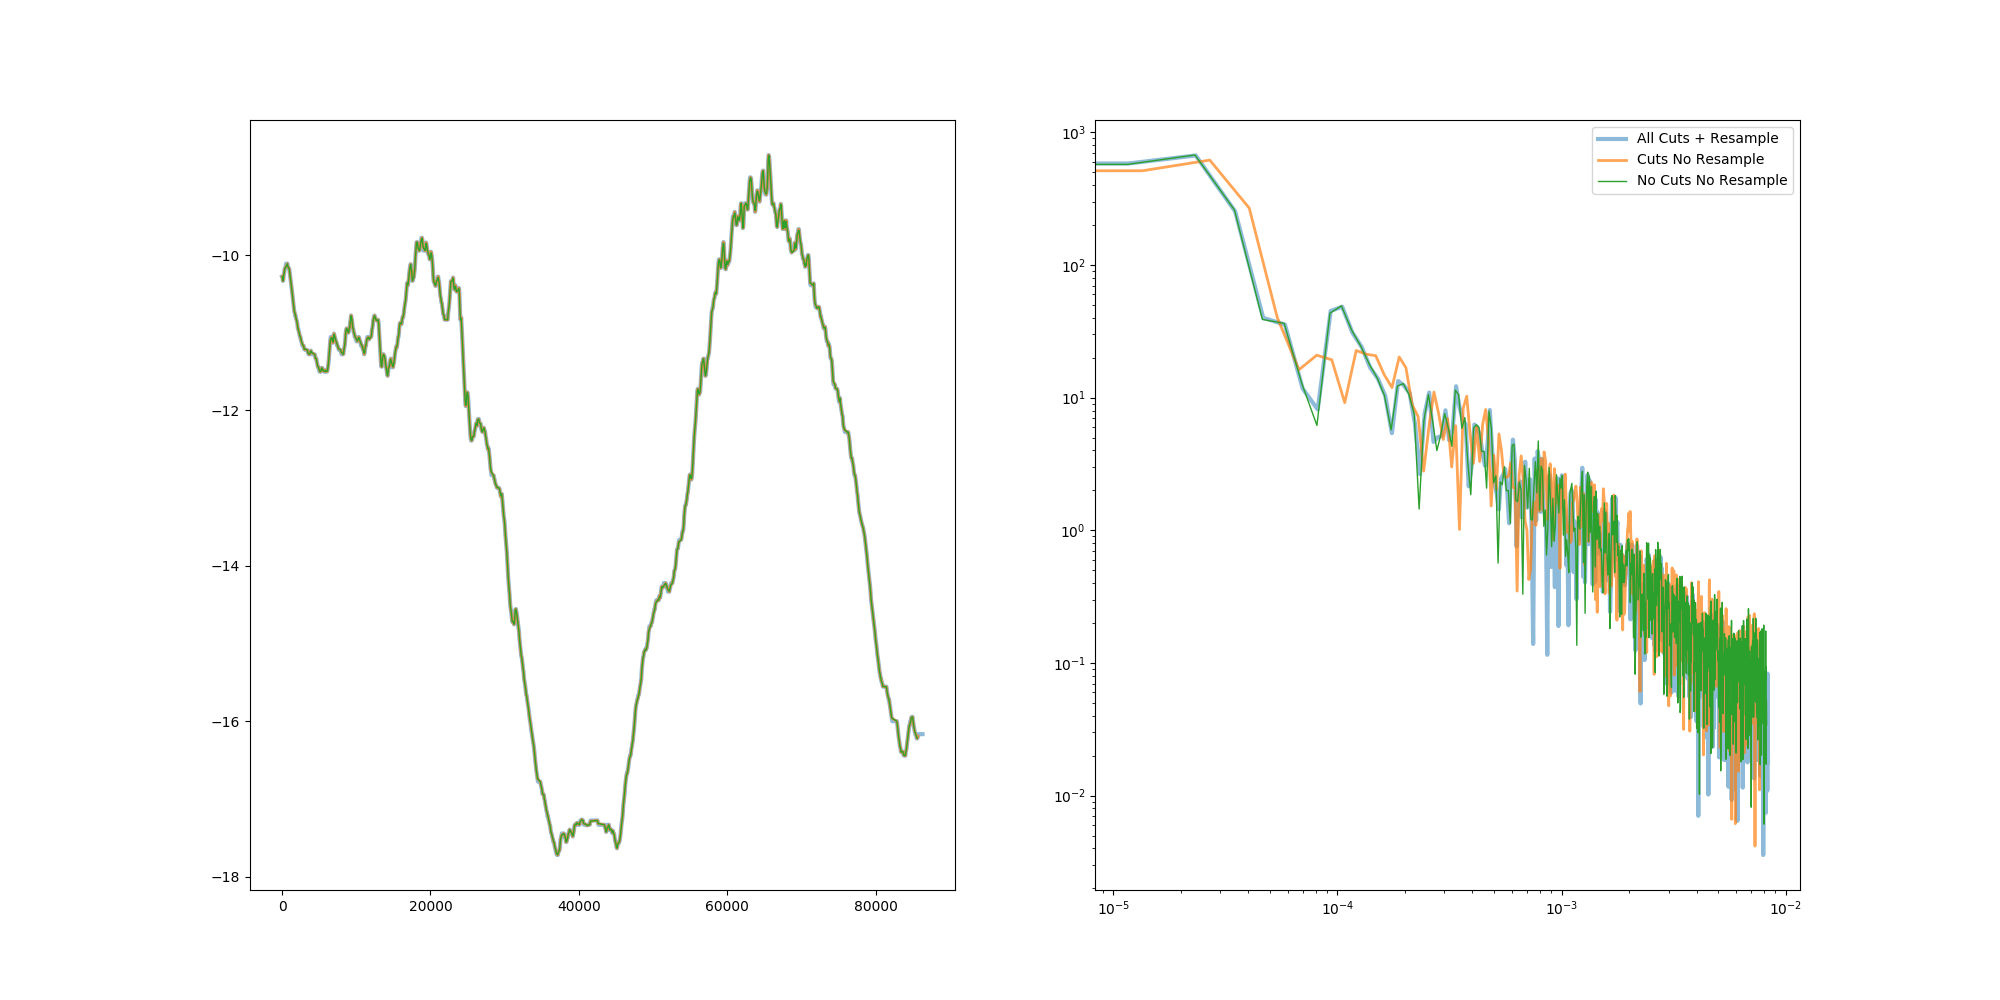 −10
−12
−14
−16
−18
0 20000 40000 60000 80000
10³
10²
10¹
10⁰
10⁻¹
10⁻²
10⁻⁵ 10⁻⁴ 10⁻³ 10⁻²
All Cuts + Resample
Cuts No Resample
No Cuts No Resample